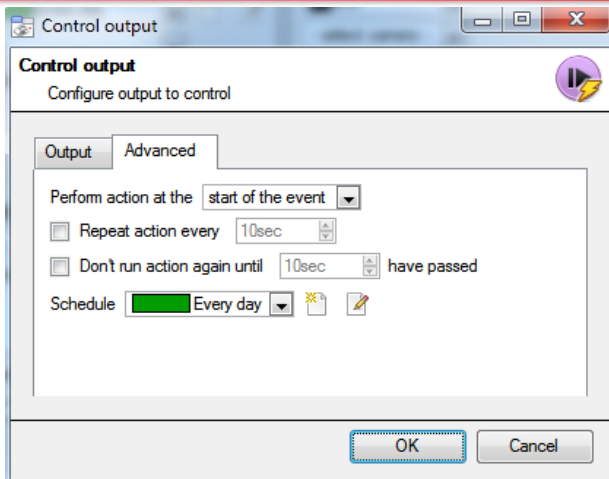 Control output
Control output
Configure output to control
Output Advanced
Perform action at the start of the event
Repeat action every 10sec
Don't run action again until 10sec have passed
Schedule Every day
OK Cancel